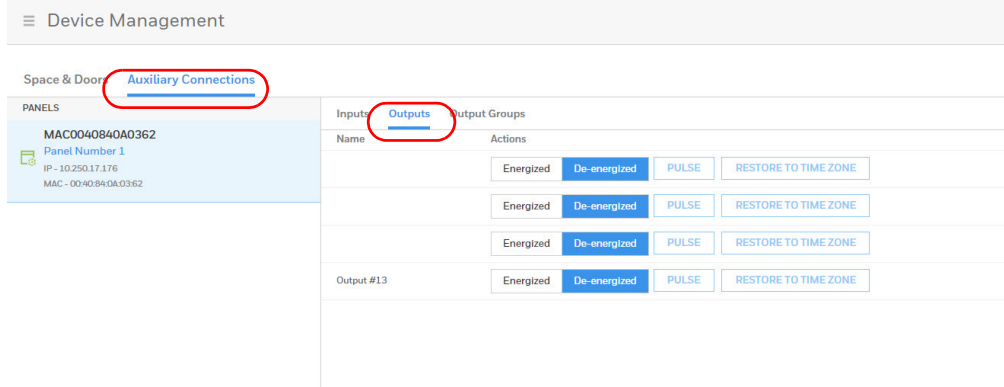 ≡ Device Management
Space & Doors Auxiliary Connections
PANELS
MAC0040840A0362
Panel Number 1
IP - 10.250.17.176
MAC - 00:40:84:0A:03:62
Inputs Outputs Output Groups
Name Actions
Energized De-energized PULSE RESTORE TO TIME ZONE
Energized De-energized PULSE RESTORE TO TIME ZONE
Energized De-energized PULSE RESTORE TO TIME ZONE
Output #13 Energized De-energized PULSE RESTORE TO TIME ZONE